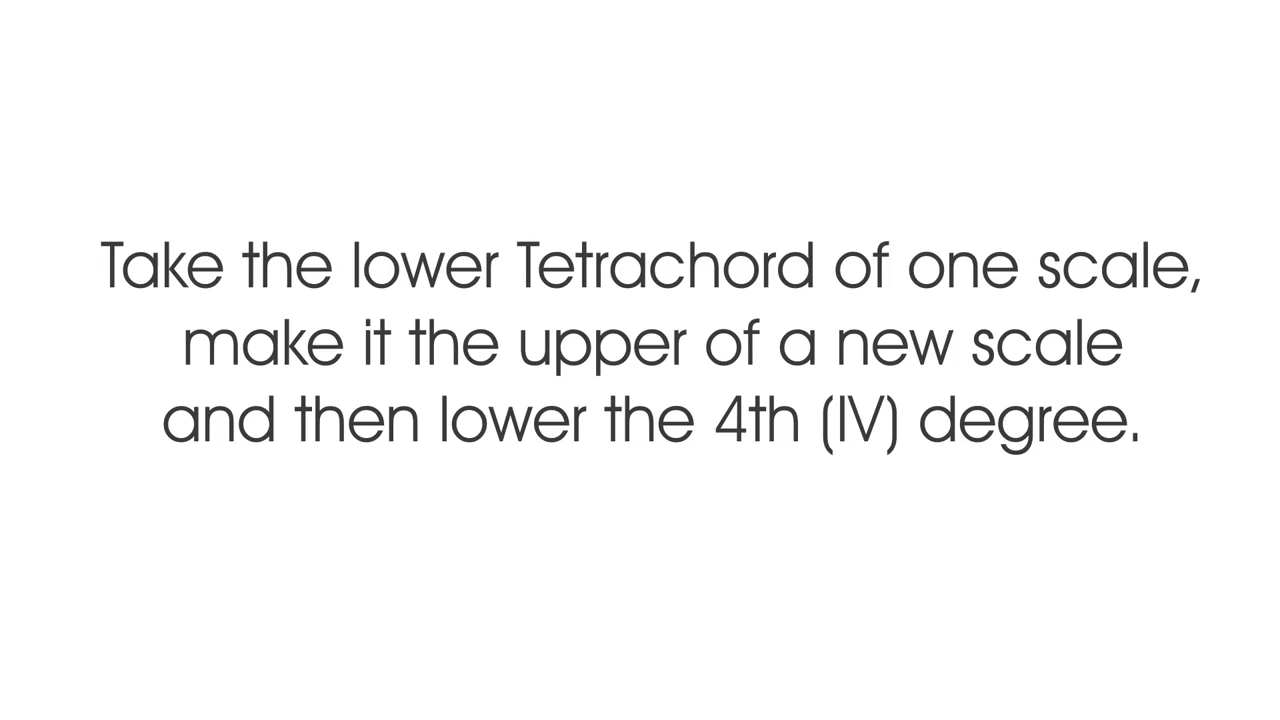 Take the lower Tetrachord of one scale,
make it the upper of a new scale
and then lower the 4th (IV) degree.